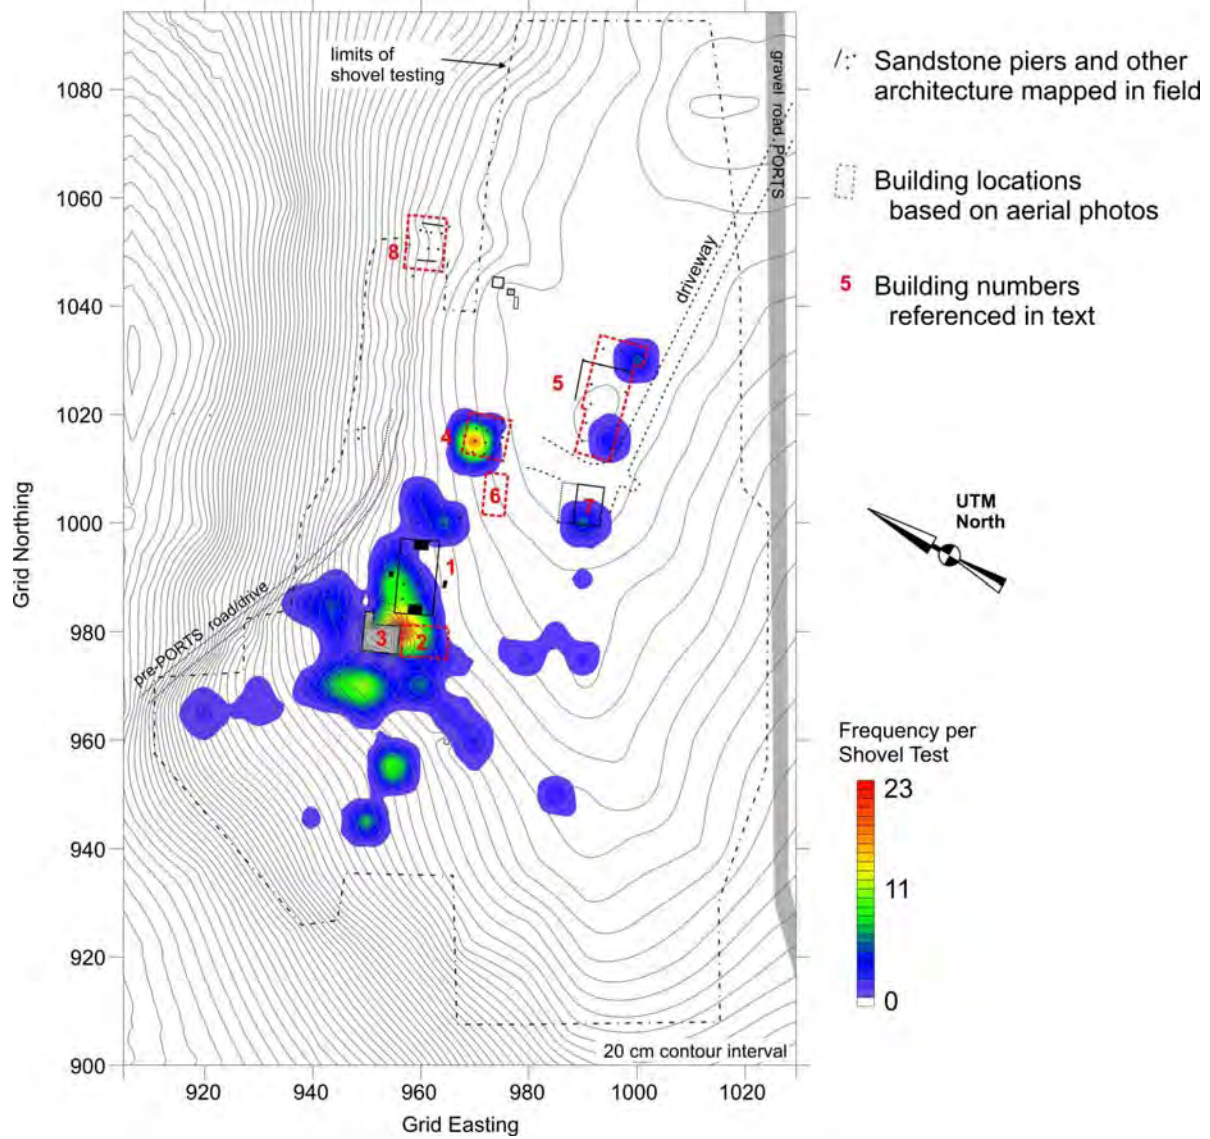 limits of
shovel testing
gravel road PORTS
driveway
pre-PORTS road/drive
8
5
4
6
7
1
3
2
20 cm contour interval
1080
1060
1040
1020
1000
980
960
940
920
900
Grid Northing
920
940
960
980
1000
1020
Grid Easting
Sandstone piers and other
architecture mapped in field
Building locations
based on aerial photos
5 Building numbers
referenced in text
UTM
North
Frequency per
Shovel Test
23
11
0